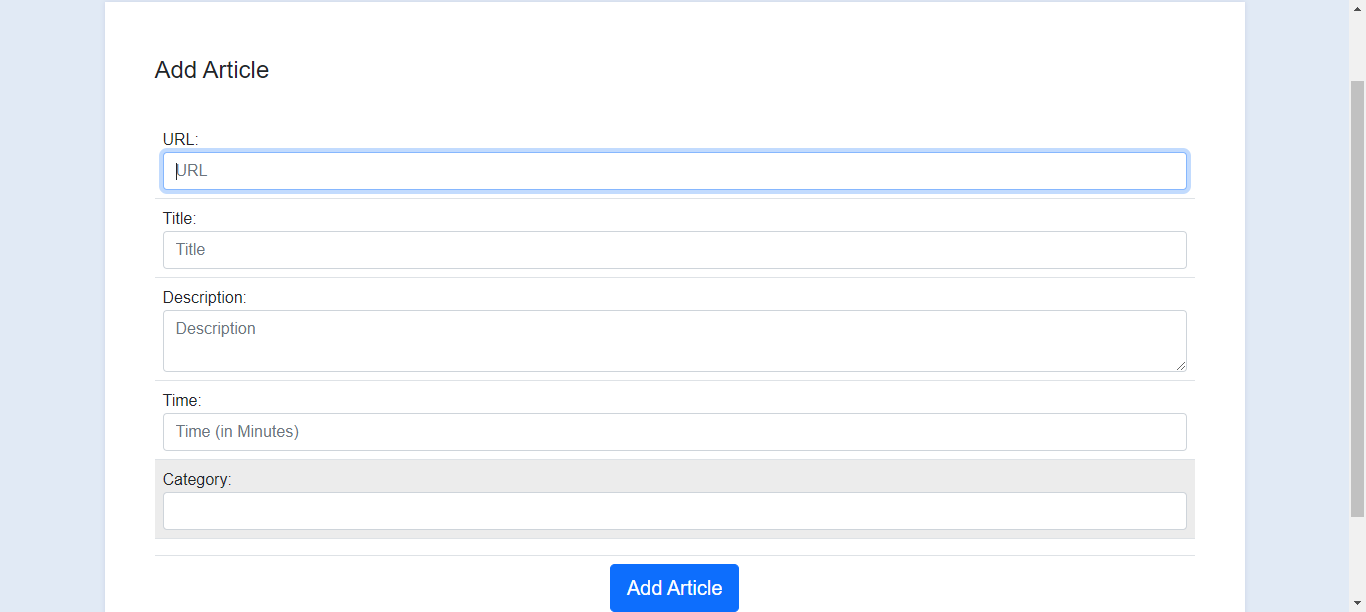 Add Article
URL:
URL
Title:
Title
Description:
Description
Time:
Time (in Minutes)
Category:
Add Article